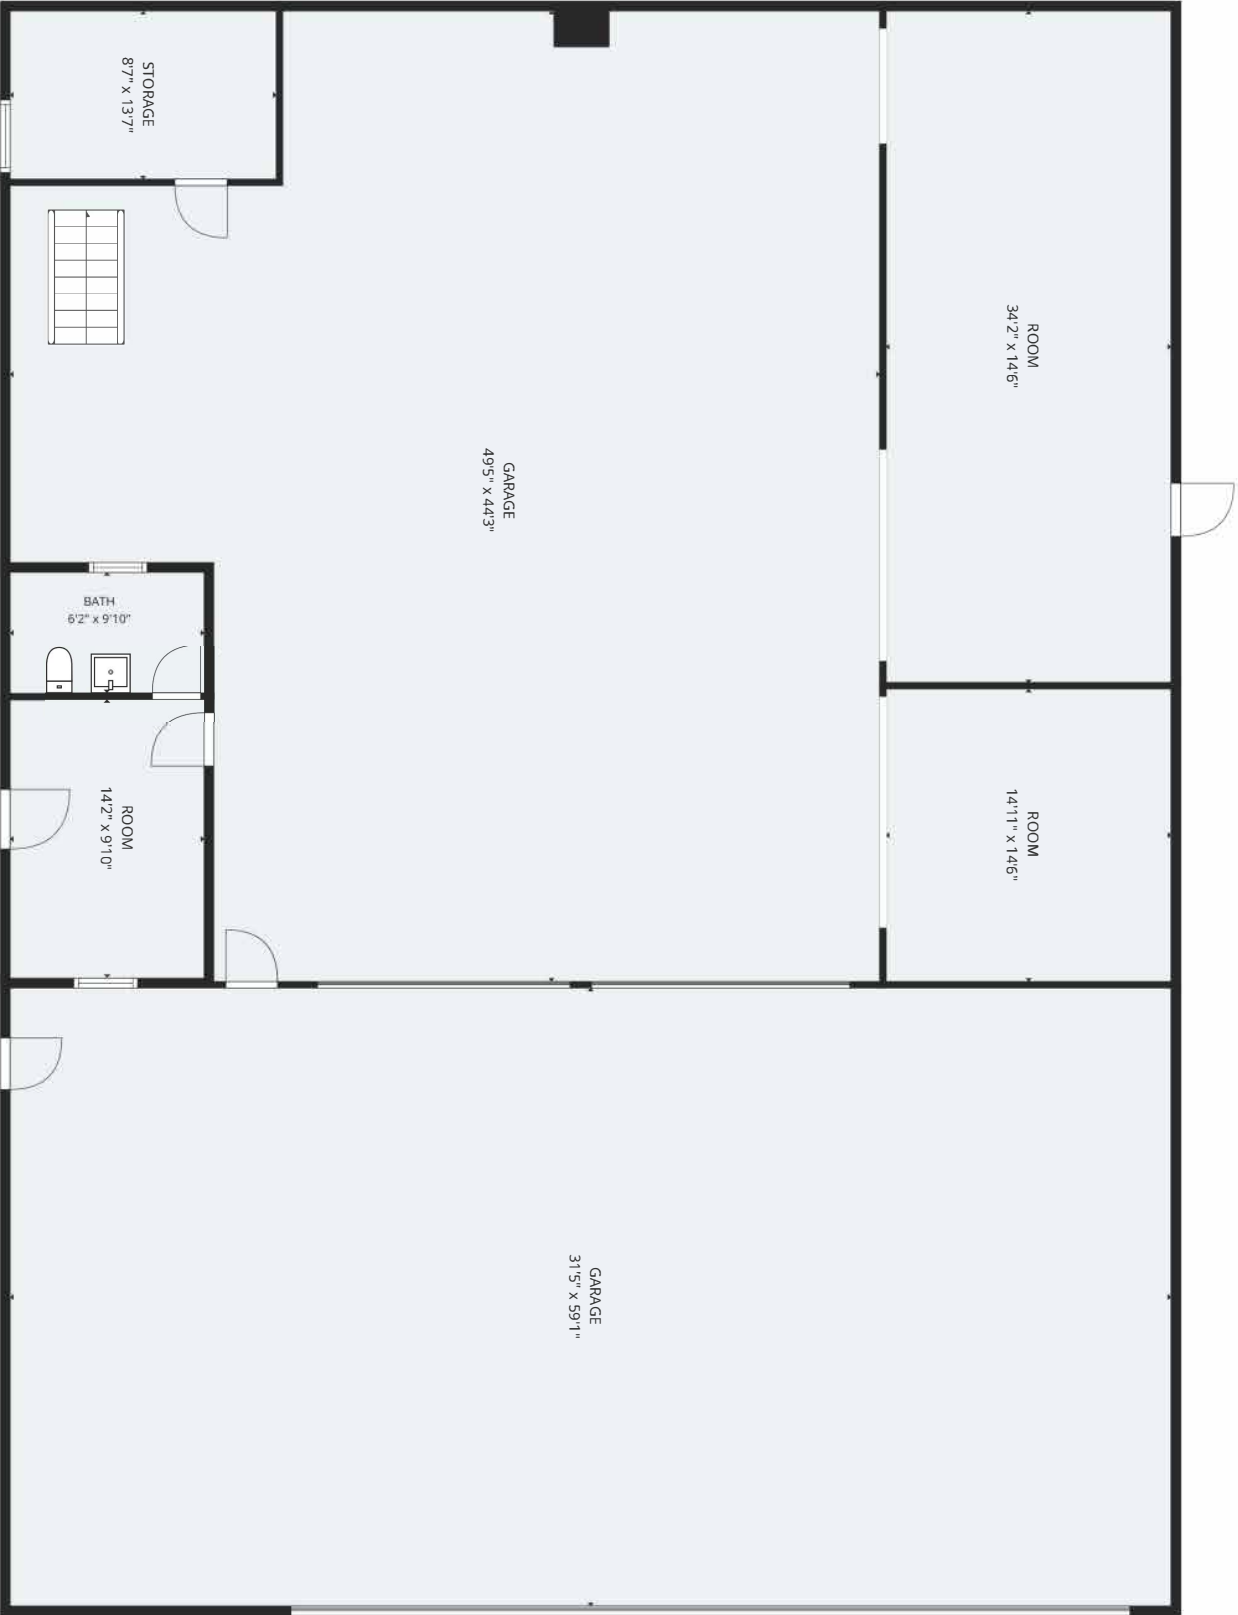 STORAGE
8'7" x 13'7"
ROOM
34'2" x 14'6"
GARAGE
49'5" x 44'3"
BATH
6'2" x 9'10"
ROOM
14'2" x 9'10"
ROOM
14'11" x 14'6"
GARAGE
31'5" x 59'1"